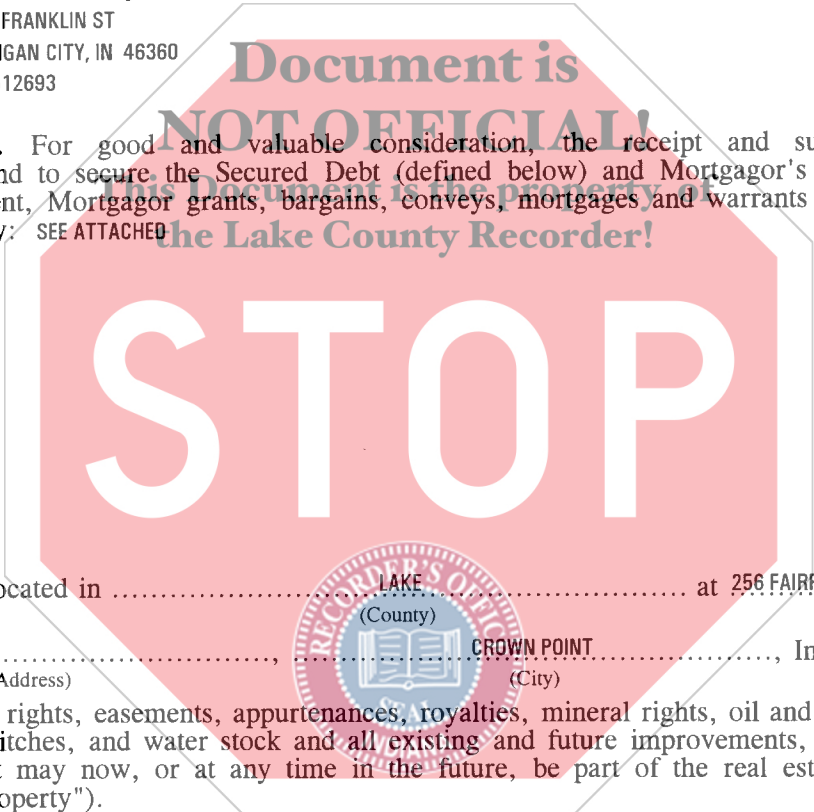 FRANKLIN ST
IGAN CITY, IN 46360
12693
Document is
NOT OFFICIAL!
This Document is the property of
the Lake County Recorder!
. For good and valuable consideration, the receipt and su
nd to secure the Secured Debt (defined below) and Mortgagor's
nt, Mortgagor grants, bargains, conveys, mortgages and warrants
y: SEE ATTACHED
STOP
ocated in LAKE at 256 FAIRF
(County)
, CROWN POINT, In
Address) (City)
RECORDER'S OFFICE
SEAL
INDIANA
rights, easements, appurtenances, royalties, mineral rights, oil and
itches, and water stock and all existing and future improvements,
t may now, or at any time in the future, be part of the real est
operty").